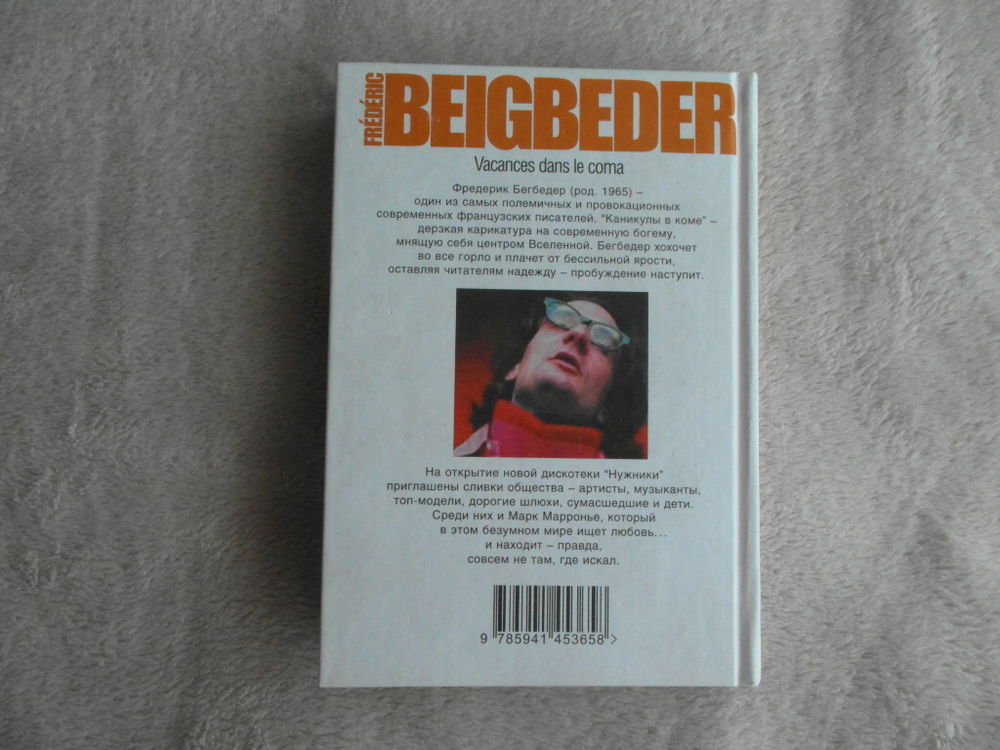 FRÉDÉRIC
BEIGBEDER
Vacances dans le coma
Фредерик Бегбедер (род. 1965) –
один из самых полемичных и провокационных
современных французских писателей. "Каникулы в коме" –
дерзкая карикатура на современную богему,
мнящую себя центром Вселенной. Бегбедер хохочет
во все горло и плачет от бессильной ярости,
оставляя читателям надежду – пробуждение наступит.
На открытие новой дискотеки "Нужники"
приглашены сливки общества – артисты, музыканты,
топ-модели, дорогие шлюхи, сумасшедшие и дети.
Среди них и Марк Марронье, который
в этом безумном мире ищет любовь...
и находит – правда,
совсем не там, где искал.
9 785941 453658 >